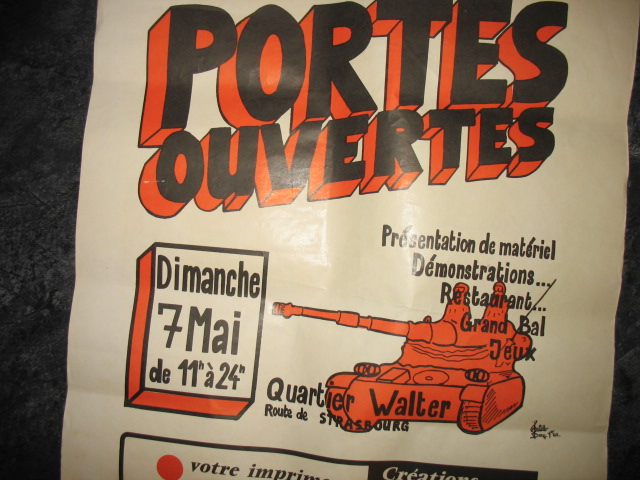 PORTES
OUVERTES
Dimanche
7 Mai
de 11H à 24H
Présentation de matériel
Démonstrations...
Restaurant...
Grand Bal
Jeux
Quartier Walter
Route de STRASBOURG
votre imprime
Créations